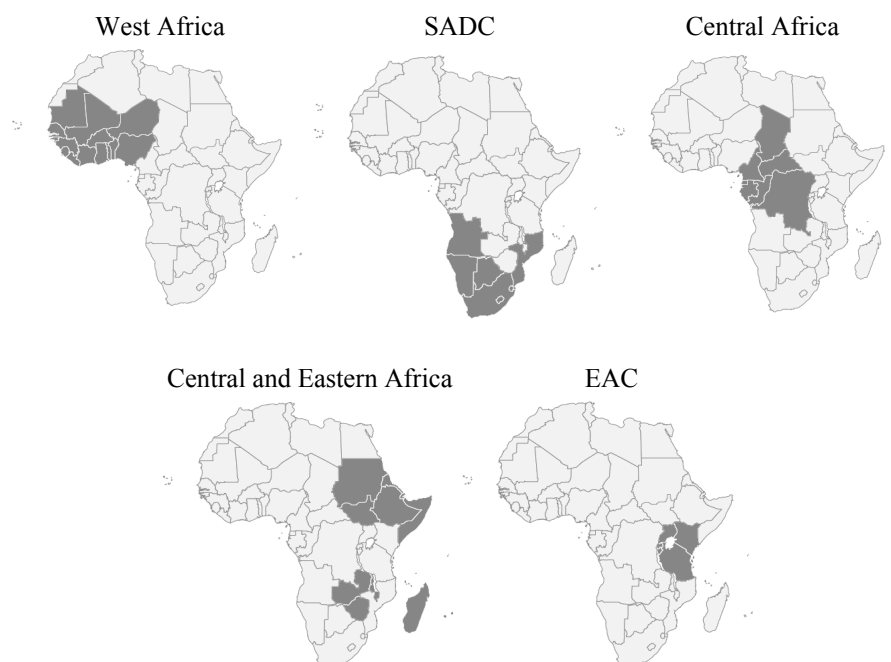 West Africa
SADC
Central Africa
Central and Eastern Africa
EAC